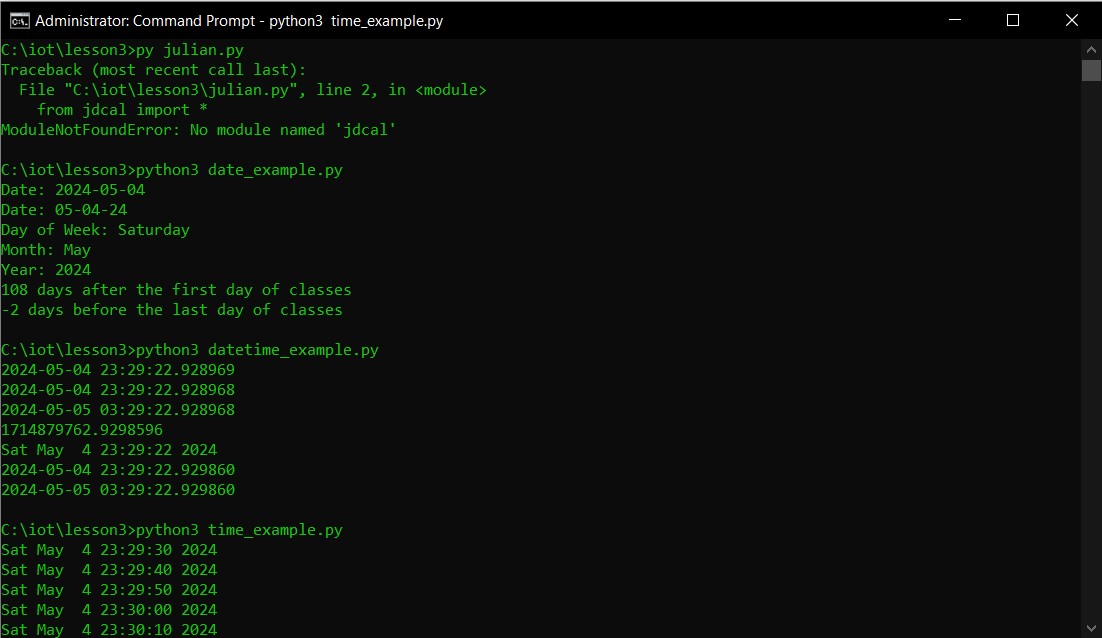 Administrator: Command Prompt - python3  time_example.py
C:\iot\lesson3>py julian.py
Traceback (most recent call last):
  File "C:\iot\lesson3\julian.py", line 2, in <module>
    from jdcal import *
ModuleNotFoundError: No module named 'jdcal'

C:\iot\lesson3>python3 date_example.py
Date: 2024-05-04
Date: 05-04-24
Day of Week: Saturday
Month: May
Year: 2024
108 days after the first day of classes
-2 days before the last day of classes

C:\iot\lesson3>python3 datetime_example.py
2024-05-04 23:29:22.928969
2024-05-04 23:29:22.928968
2024-05-05 03:29:22.928968
1714879762.9298596
Sat May  4 23:29:22 2024
2024-05-04 23:29:22.929860
2024-05-05 03:29:22.929860

C:\iot\lesson3>python3 time_example.py
Sat May  4 23:29:30 2024
Sat May  4 23:29:40 2024
Sat May  4 23:29:50 2024
Sat May  4 23:30:00 2024
Sat May  4 23:30:10 2024